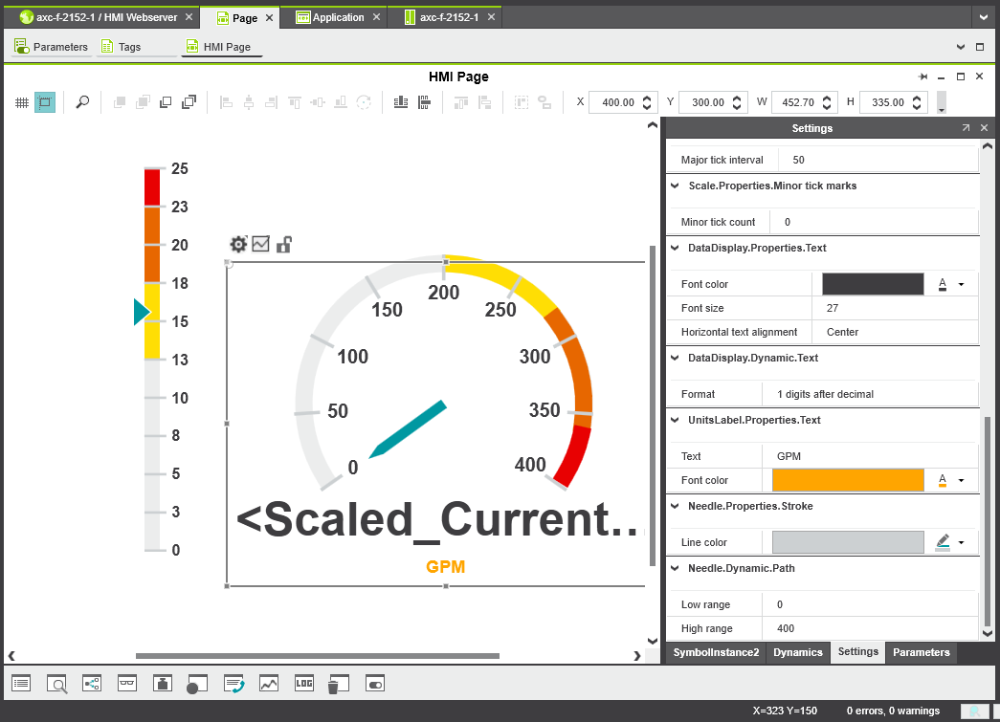 axc-f-2152-1 / HMI Webserver
Page
Application
axc-f-2152-1
Parameters
Tags
HMI Page
HMI Page
X 400.00 Y 300.00 W 452.70 H 335.00
25
23
20
18
15
13
10
8
5
3
0
0
50
100
150
200
250
300
350
400
<Scaled_Current..
GPM
Settings
Major tick interval 50
Scale.Properties.Minor tick marks
Minor tick count 0
DataDisplay.Properties.Text
Font color A
Font size 27
Horizontal text alignment Center
DataDisplay.Dynamic.Text
Format 1 digits after decimal
UnitsLabel.Properties.Text
Text GPM
Font color A
Needle.Properties.Stroke
Line color
Needle.Dynamic.Path
Low range 0
High range 400
SymbolInstance2
Dynamics
Settings
Parameters
LOG
X=323 Y=150 0 errors, 0 warnings